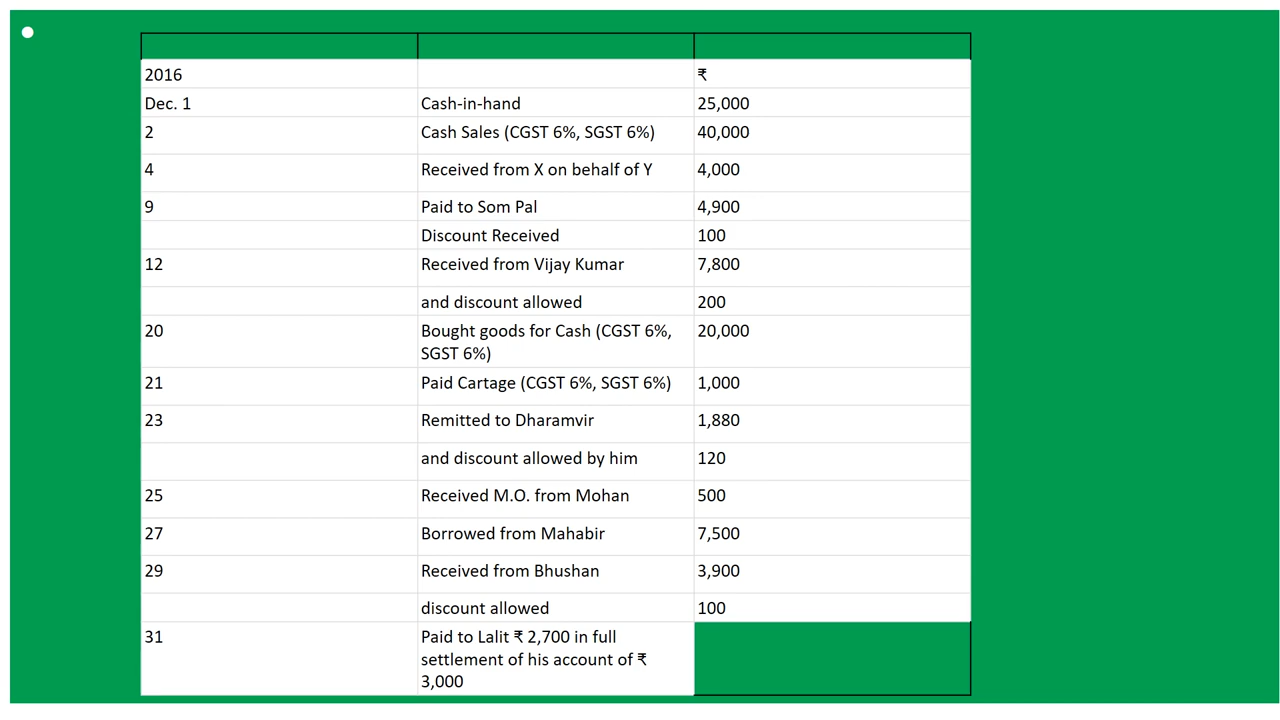 2016 ₹
Dec. 1 Cash-in-hand 25,000
2 Cash Sales (CGST 6%, SGST 6%) 40,000
4 Received from X on behalf of Y 4,000
9 Paid to Som Pal 4,900
Discount Received 100
12 Received from Vijay Kumar 7,800
and discount allowed 200
20 Bought goods for Cash (CGST 6%, 20,000
SGST 6%)
21 Paid Cartage (CGST 6%, SGST 6%) 1,000
23 Remitted to Dharamvir 1,880
and discount allowed by him 120
25 Received M.O. from Mohan 500
27 Borrowed from Mahabir 7,500
29 Received from Bhushan 3,900
discount allowed 100
31 Paid to Lalit ₹ 2,700 in full
settlement of his account of ₹
3,000